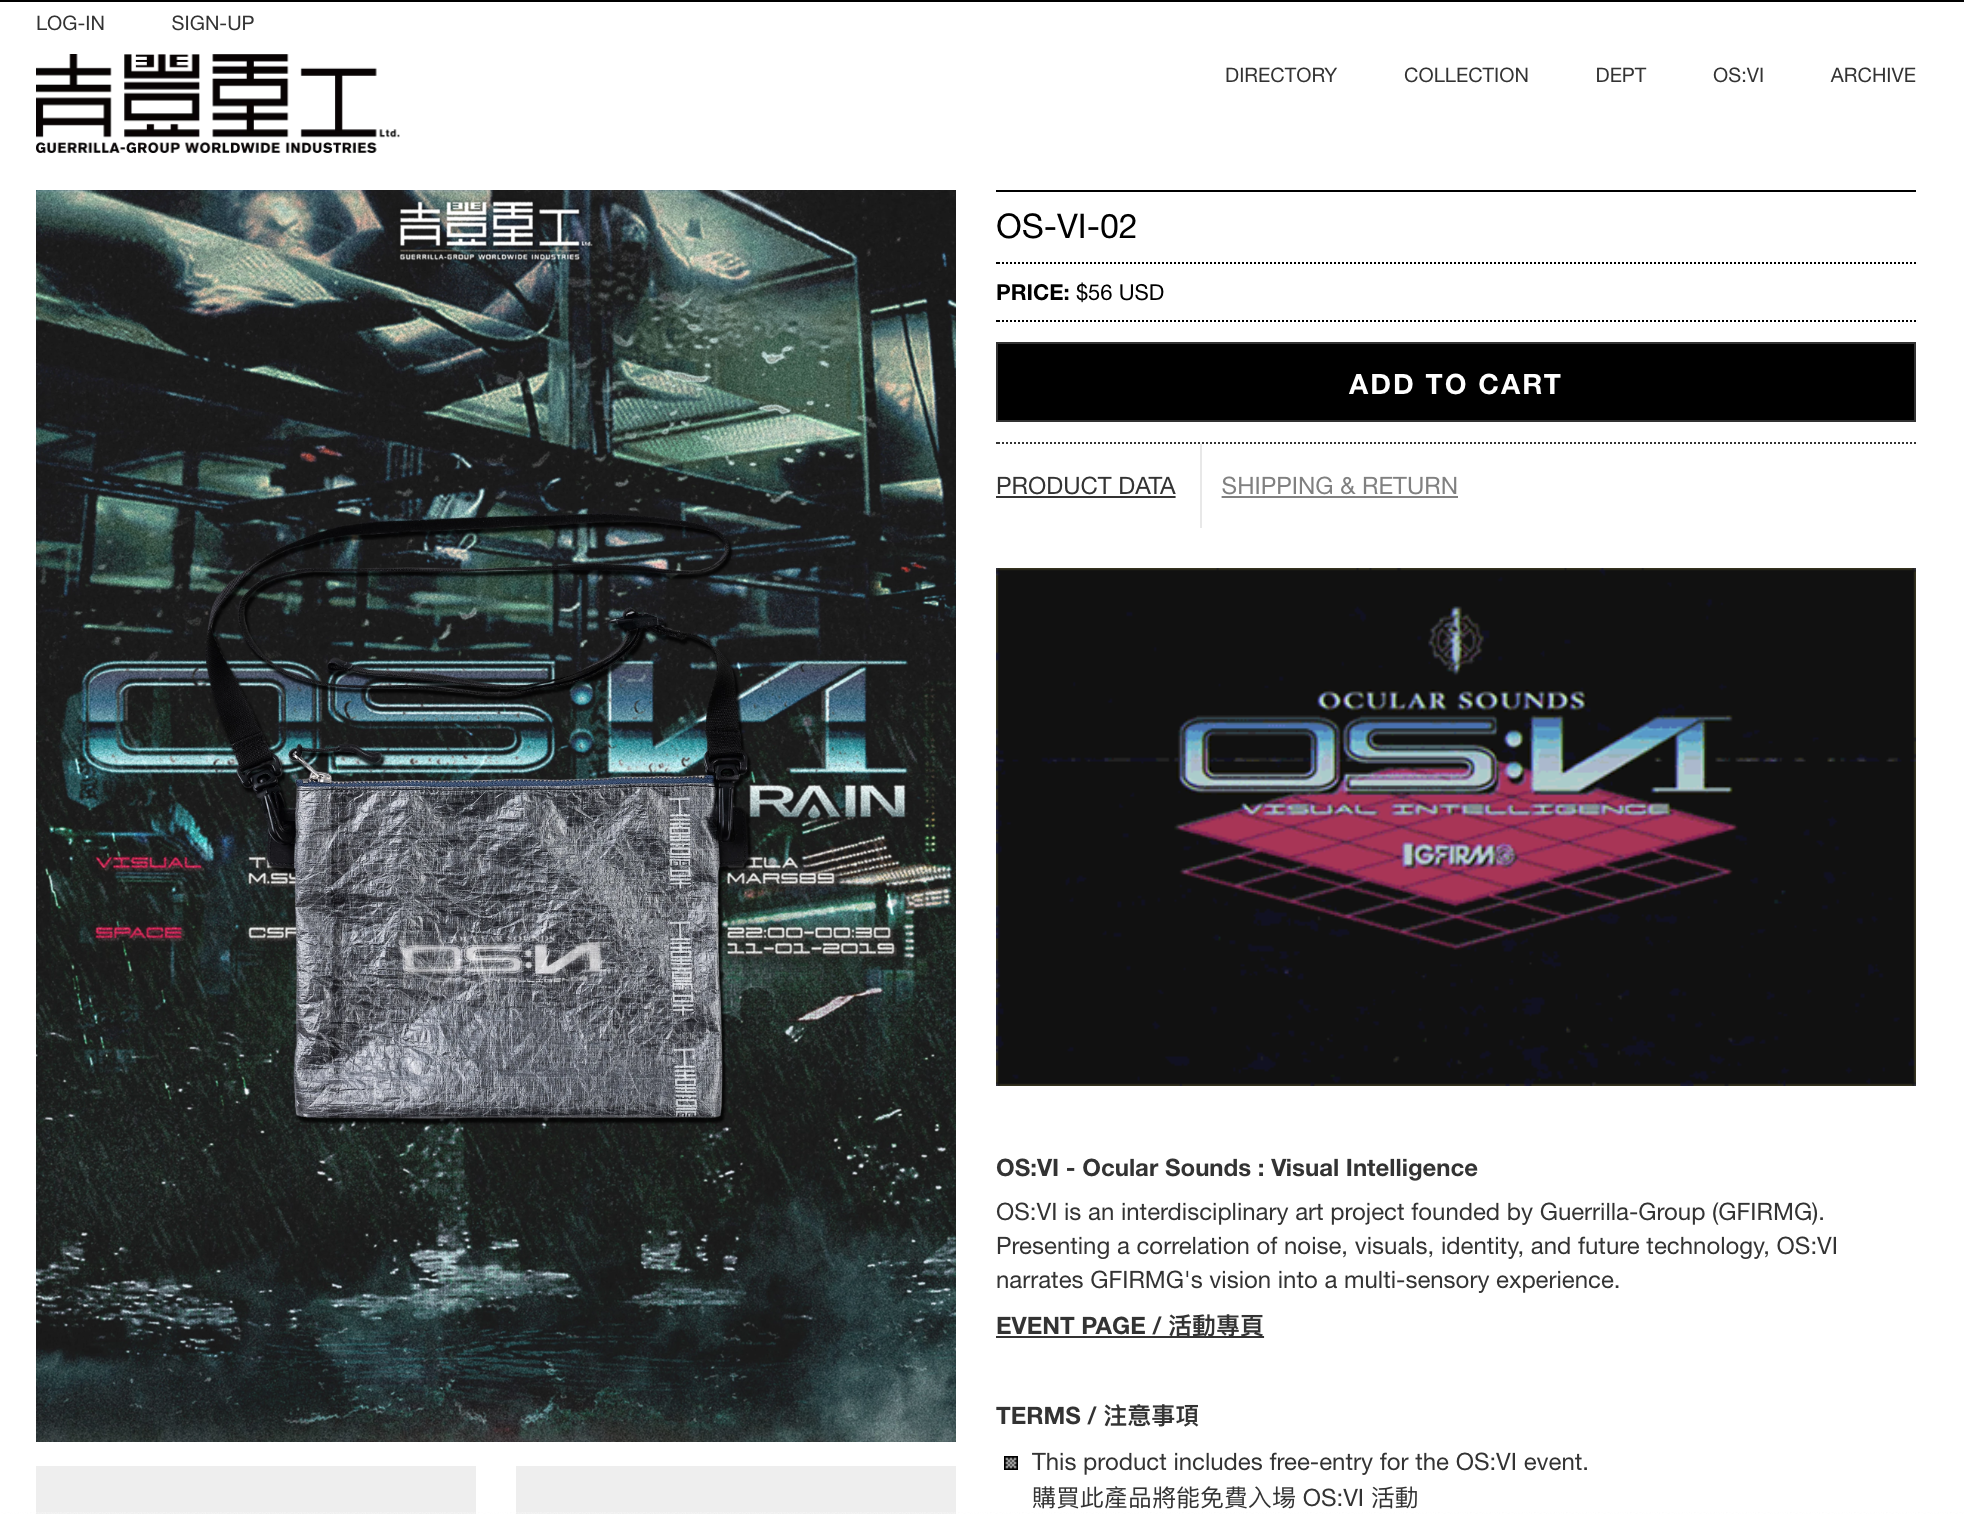 LOG-IN SIGN-UP
吉豐重工 Ltd.
GUERRILLA-GROUP WORLDWIDE INDUSTRIES
DIRECTORY COLLECTION DEPT OS:VI ARCHIVE
吉豐重工 Ltd.
GUERRILLA-GROUP WORLDWIDE INDUSTRIES
OS:VI
RAIN
VISUAL
MARS89
SPACE
22:00-00:30
11-01-2019
OCULAR SOUNDS
OS:VI
OS-VI-02
PRICE: $56 USD
ADD TO CART
PRODUCT DATA
SHIPPING & RETURN
OCULAR SOUNDS
OS:VI
VISUAL INTELLIGENCE
GFIRMG
OS:VI - Ocular Sounds : Visual Intelligence
OS:VI is an interdisciplinary art project founded by Guerrilla-Group (GFIRMG).
Presenting a correlation of noise, visuals, identity, and future technology, OS:VI
narrates GFIRMG's vision into a multi-sensory experience.
EVENT PAGE / 活動專頁
TERMS / 注意事項
This product includes free-entry for the OS:VI event.
購買此產品將能免費入場 OS:VI 活動